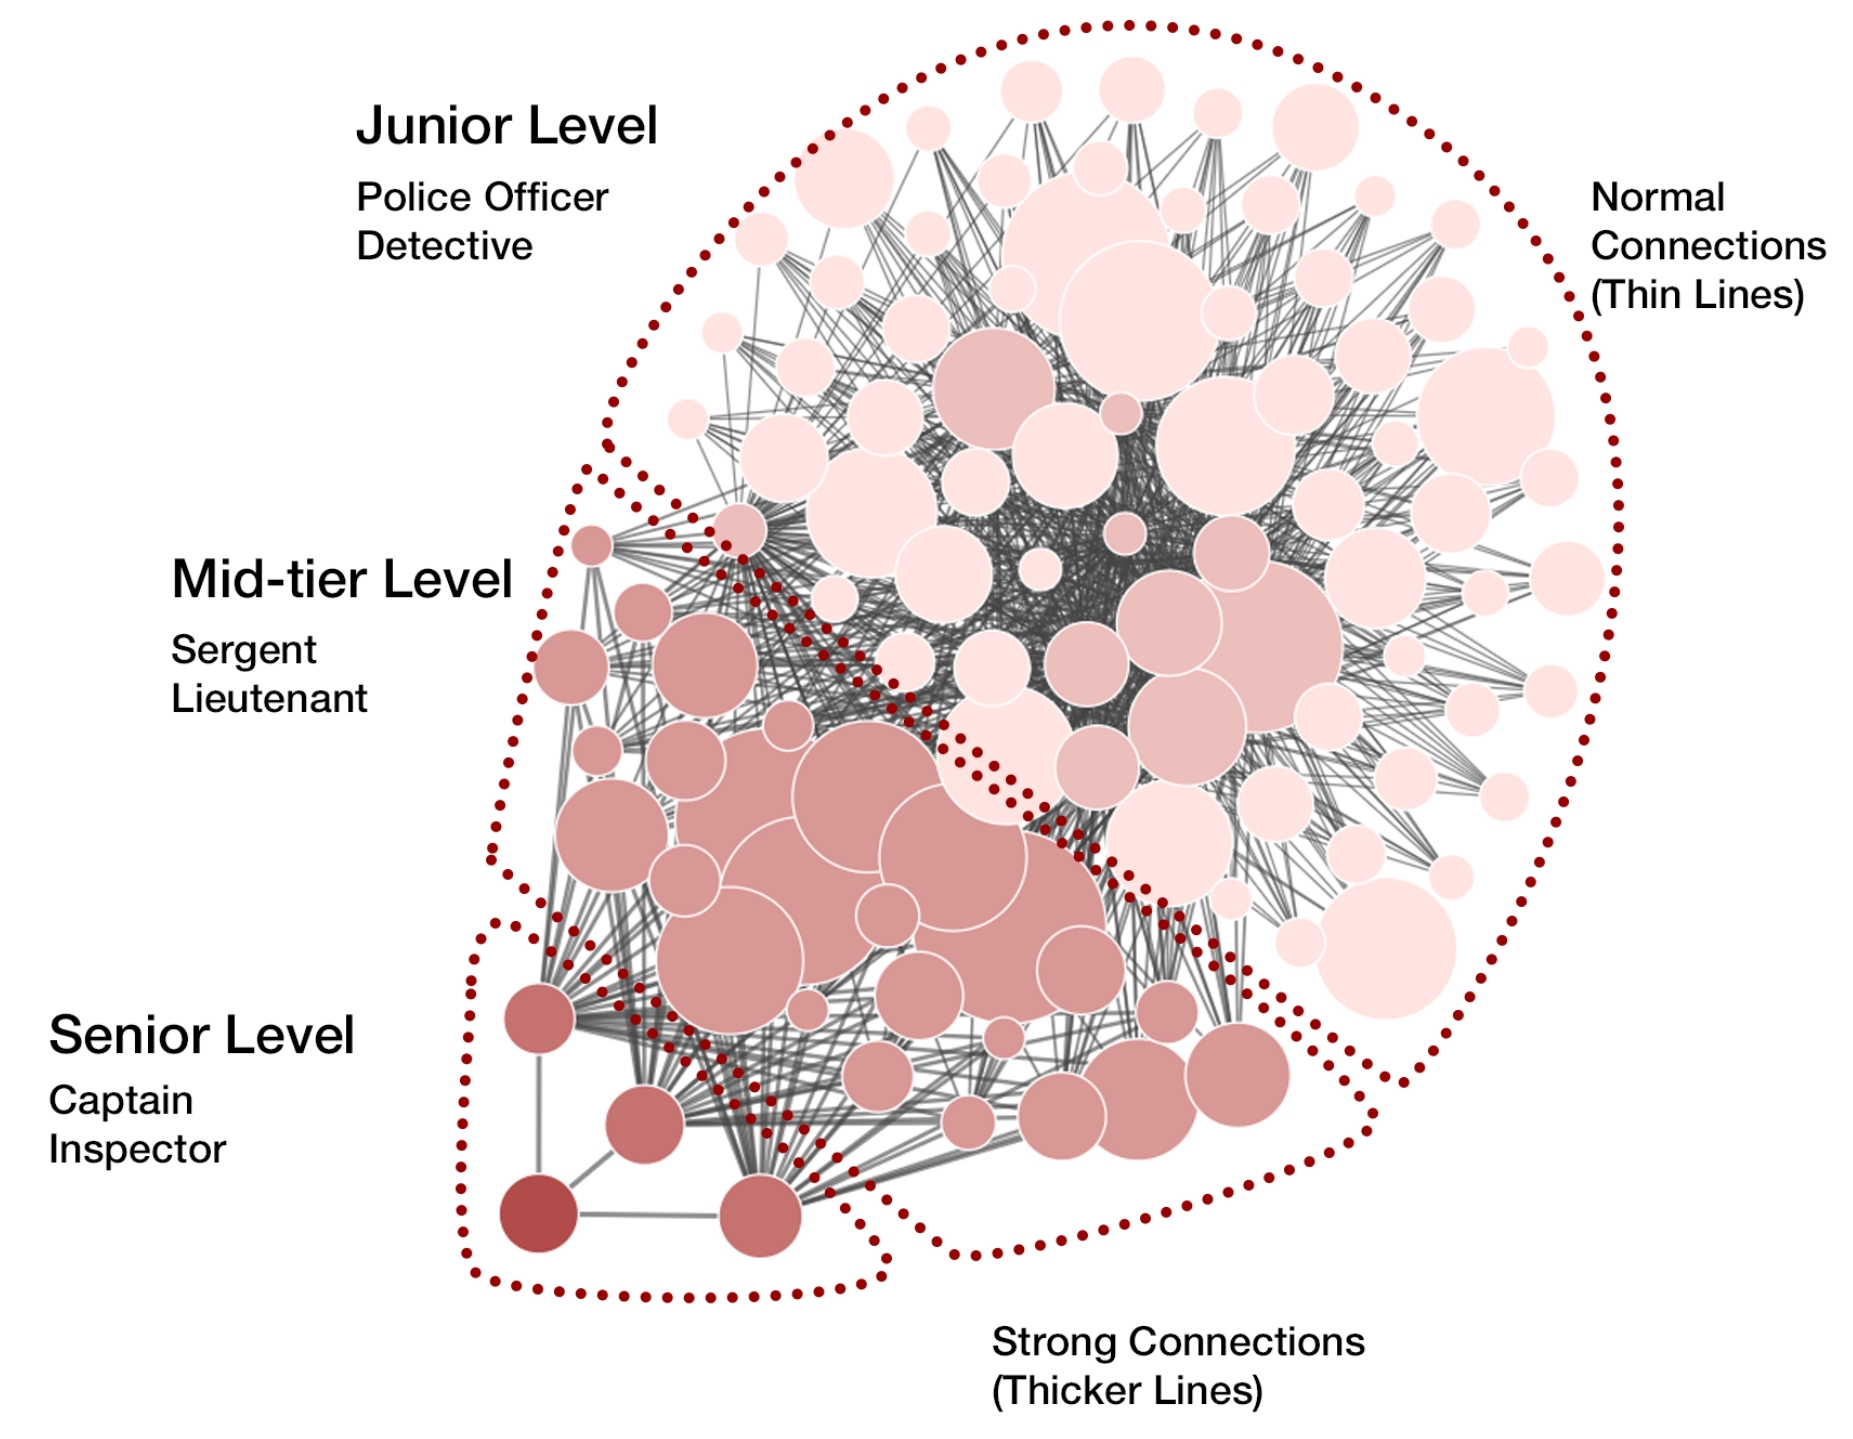 Junior Level
Police Officer
Detective
Normal
Connections
(Thin Lines)
Mid-tier Level
Sergent
Lieutenant
Senior Level
Captain
Inspector
Strong Connections
(Thicker Lines)